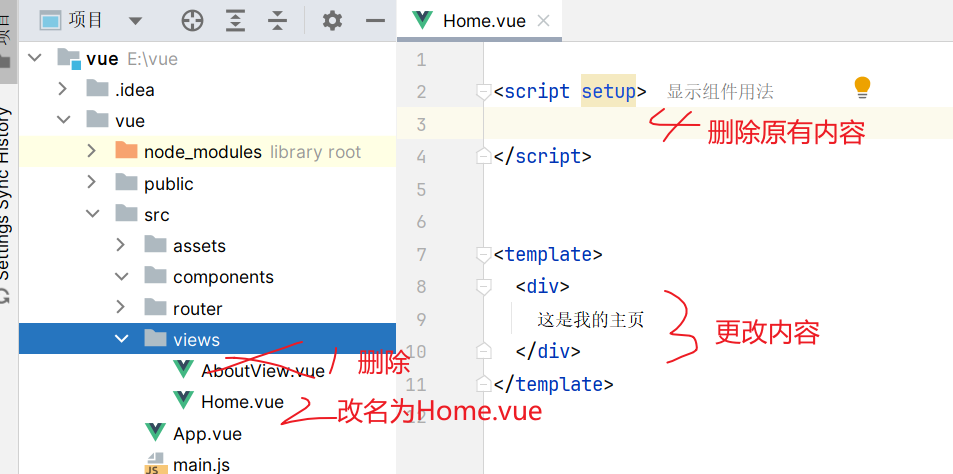 项目
Home.vue
vue E:\vue
.idea
vue
node_modules library root
public
src
assets
components
router
views
AboutView.vue
1 删除
Home.vue
2 改名为Home.vue
App.vue
main.js
JS
Settings Sync History
项目
1
2 <script setup> 显示组件用法
3
4 删除原有内容
4 </script>
5
6
7 <template>
8 <div>
9 这是我的主页
3 更改内容
10 </div>
11 </template>
12